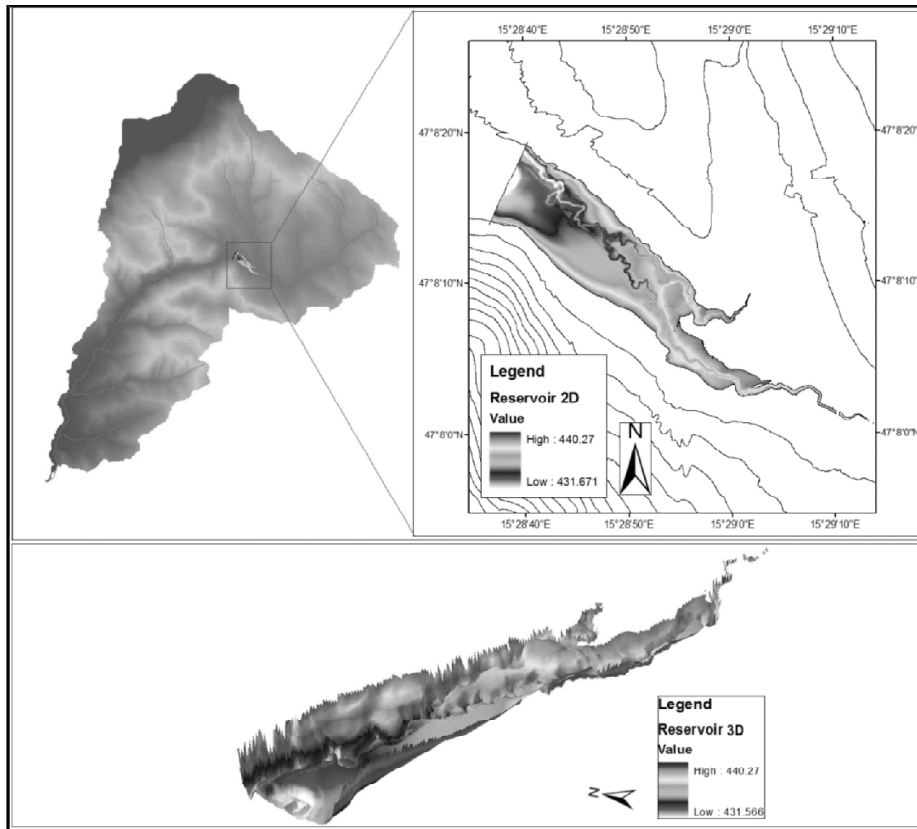 15°28'40"E 15°28'50"E 15°29'0"E 15°29'10"E
47°8'20"N 47°8'20"N
47°8'10"N 47°8'10"N
47°8'0"N 47°8'0"N
Legend
Reservoir 2D
Value
High : 440.27
Low : 431.671
N
15°28'40"E 15°28'50"E 15°29'0"E 15°29'10"E
Legend
Reservoir 3D
Value
High : 440.27
Low : 431.566
N